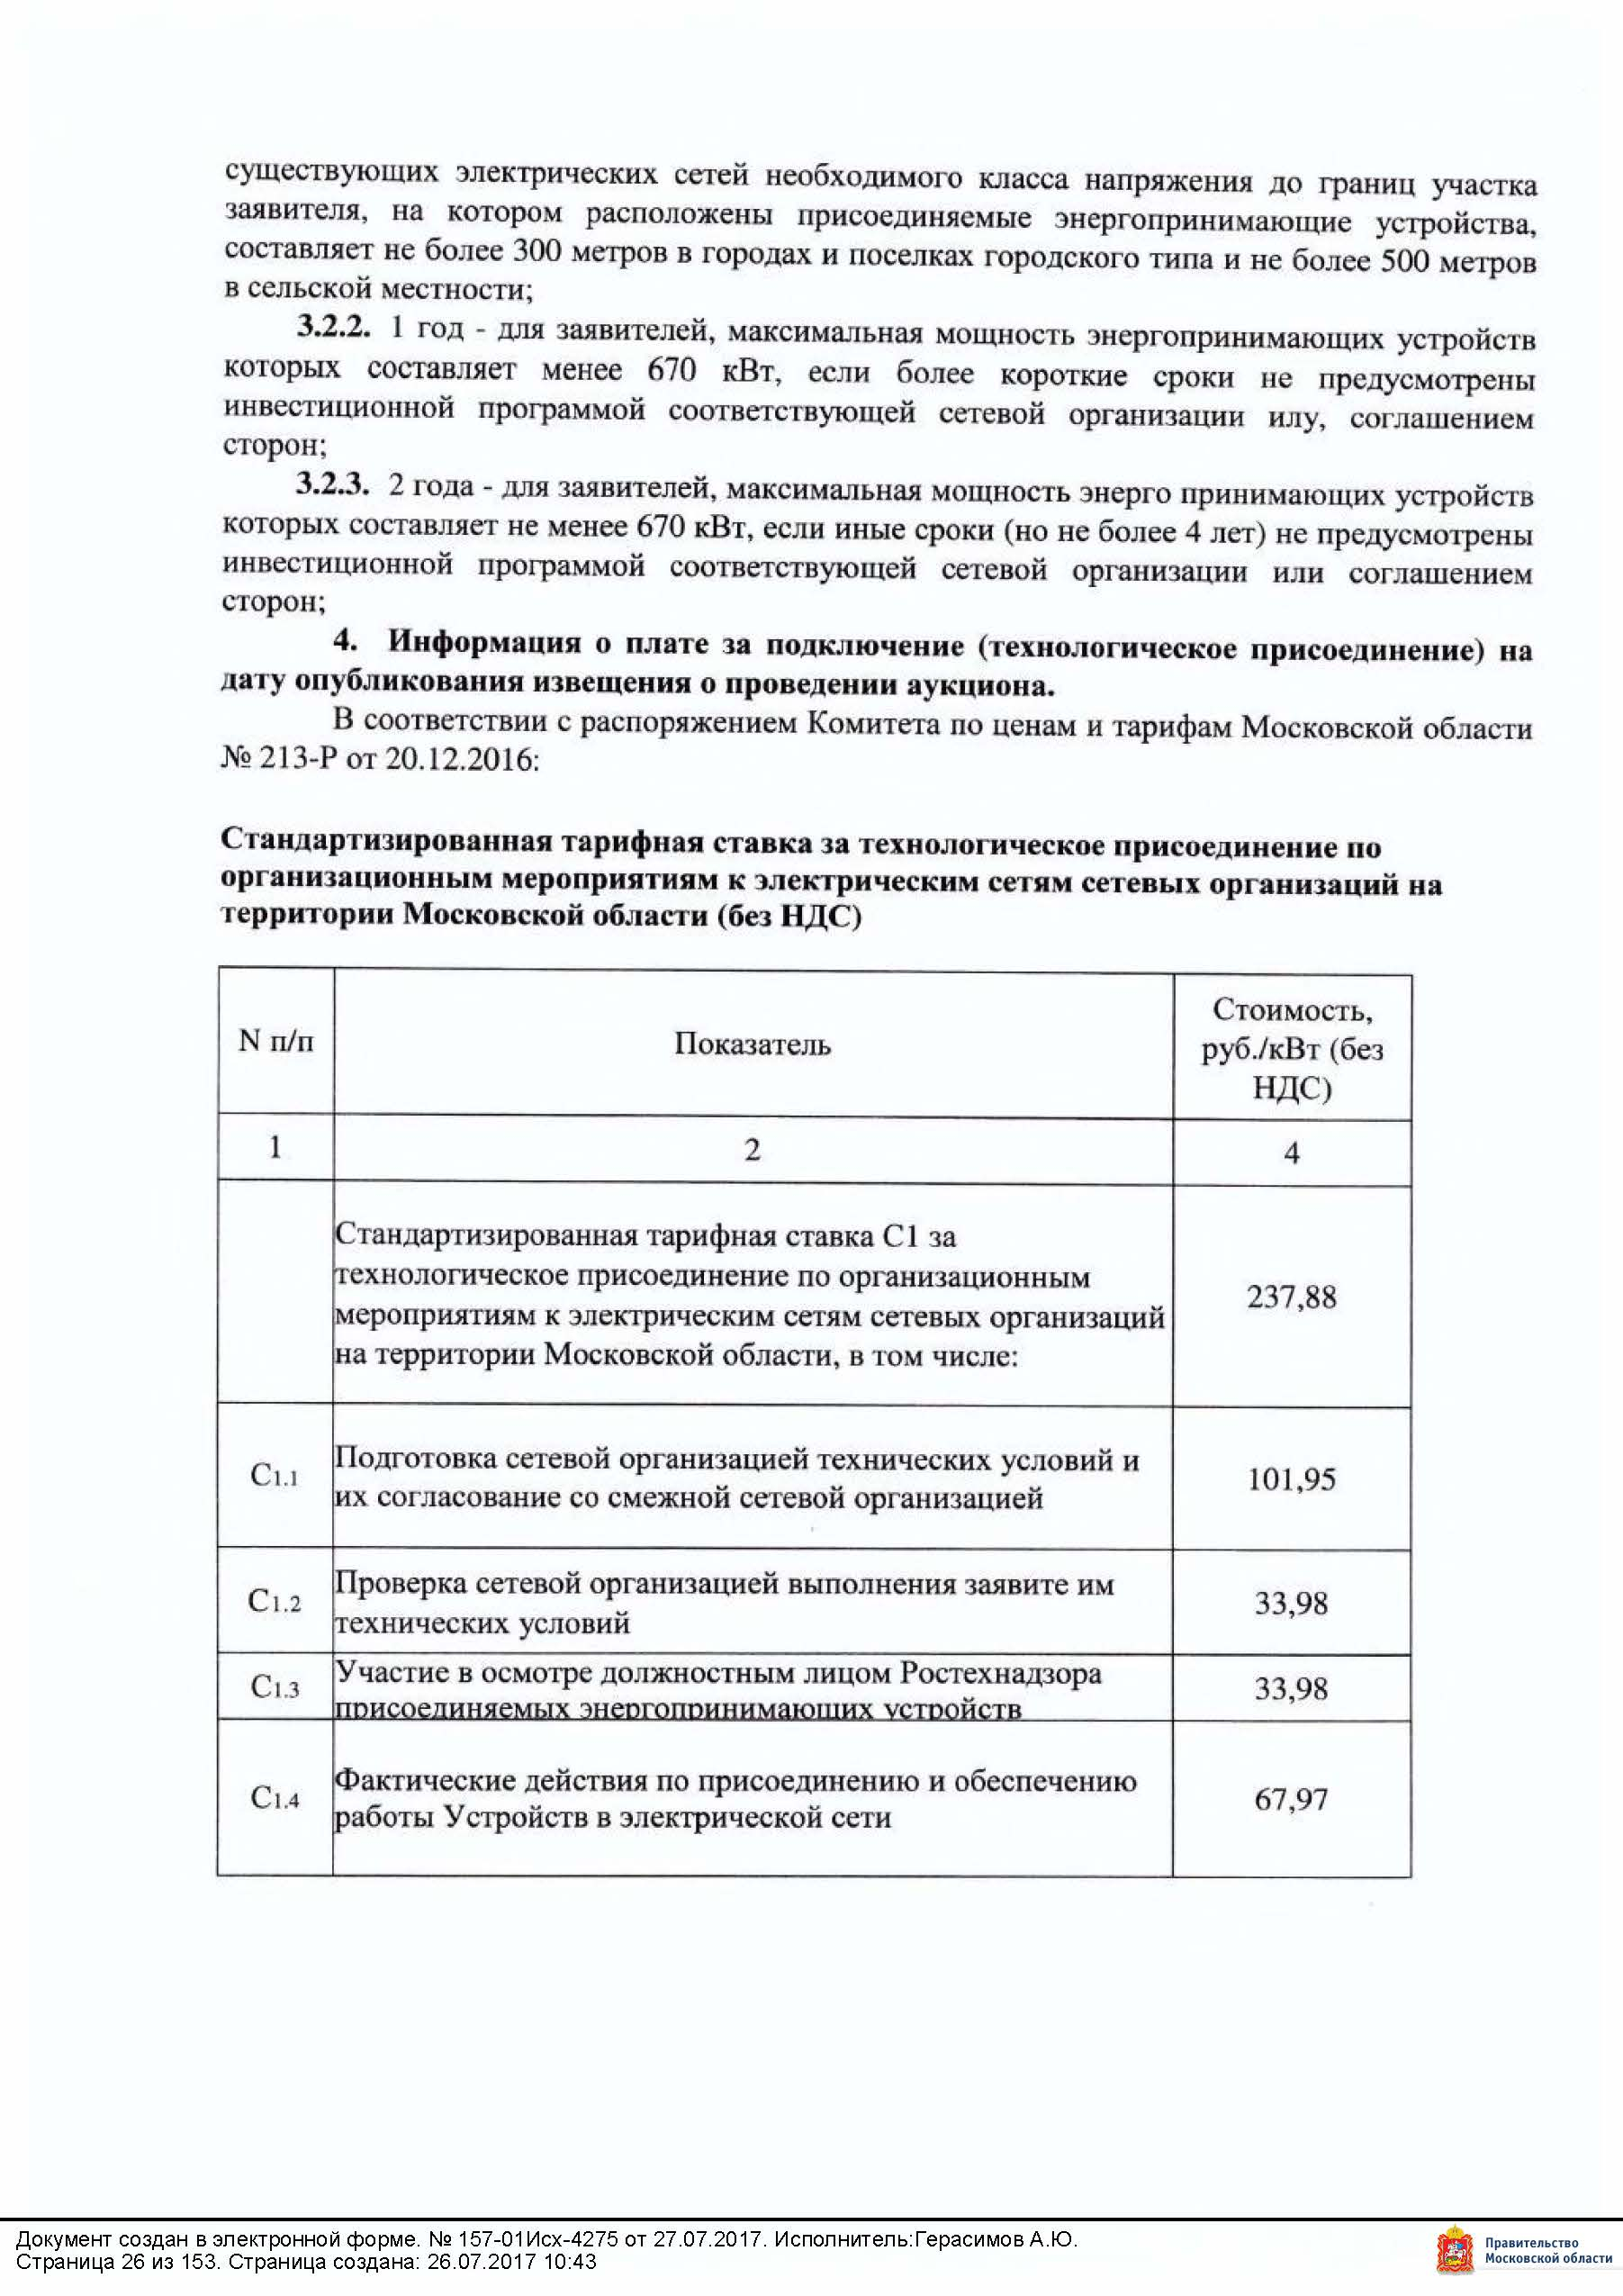 существующих электрических сетей необходимого класса напряжения до границ участка
заявителя, на котором расположены присоединяемые энергопринимающие устройства,
составляет не более 300 метров в городах и поселках городского типа и не более 500 метров
в сельской местности;
3.2.2. 1 год - для заявителей, максимальная мощность энергопринимающих устройств
которых составляет менее 670 кВт, если более короткие сроки не предусмотрены
инвестиционной программой соответствующей сетевой организации илу, соглашением
сторон;
3.2.3. 2 года - для заявителей, максимальная мощность энерго принимающих устройств
которых составляет не менее 670 кВт, если иные сроки (но не более 4 лет) не предусмотрены
инвестиционной программой соответствующей сетевой организации или соглашением
сторон;
4. Информация о плате за подключение (технологическое присоединение) на
дату опубликования извещения о проведении аукциона.
В соответствии с распоряжением Комитета по ценам и тарифам Московской области
№ 213-Р от 20.12.2016:
Стандартизированная тарифная ставка за технологическое присоединение по
организационным мероприятиям к электрическим сетям сетевых организаций на
территории Московской области (без НДС)
N п/п
Показатель
Стоимость,
руб./кВт (без
НДС)
1
2
4
Стандартизированная тарифная ставка С1 за
технологическое присоединение по организационным
мероприятиям к электрическим сетям сетевых организаций
на территории Московской области, в том числе:
237,88
С1.1
Подготовка сетевой организацией технических условий и
их согласование со смежной сетевой организацией
101,95
С1.2
Проверка сетевой организацией выполнения заявите им
технических условий
33,98
С1.3
Участие в осмотре должностным лицом Ростехнадзора
присоединяемых энергопринимающих устройств
33,98
С1.4
Фактические действия по присоединению и обеспечению
работы Устройств в электрической сети
67,97
Документ создан в электронной форме. № 157-01Исх-4275 от 27.07.2017. Исполнитель:Герасимов А.Ю.
Страница 26 из 153. Страница создана: 26.07.2017 10:43
Правительство
Московской области